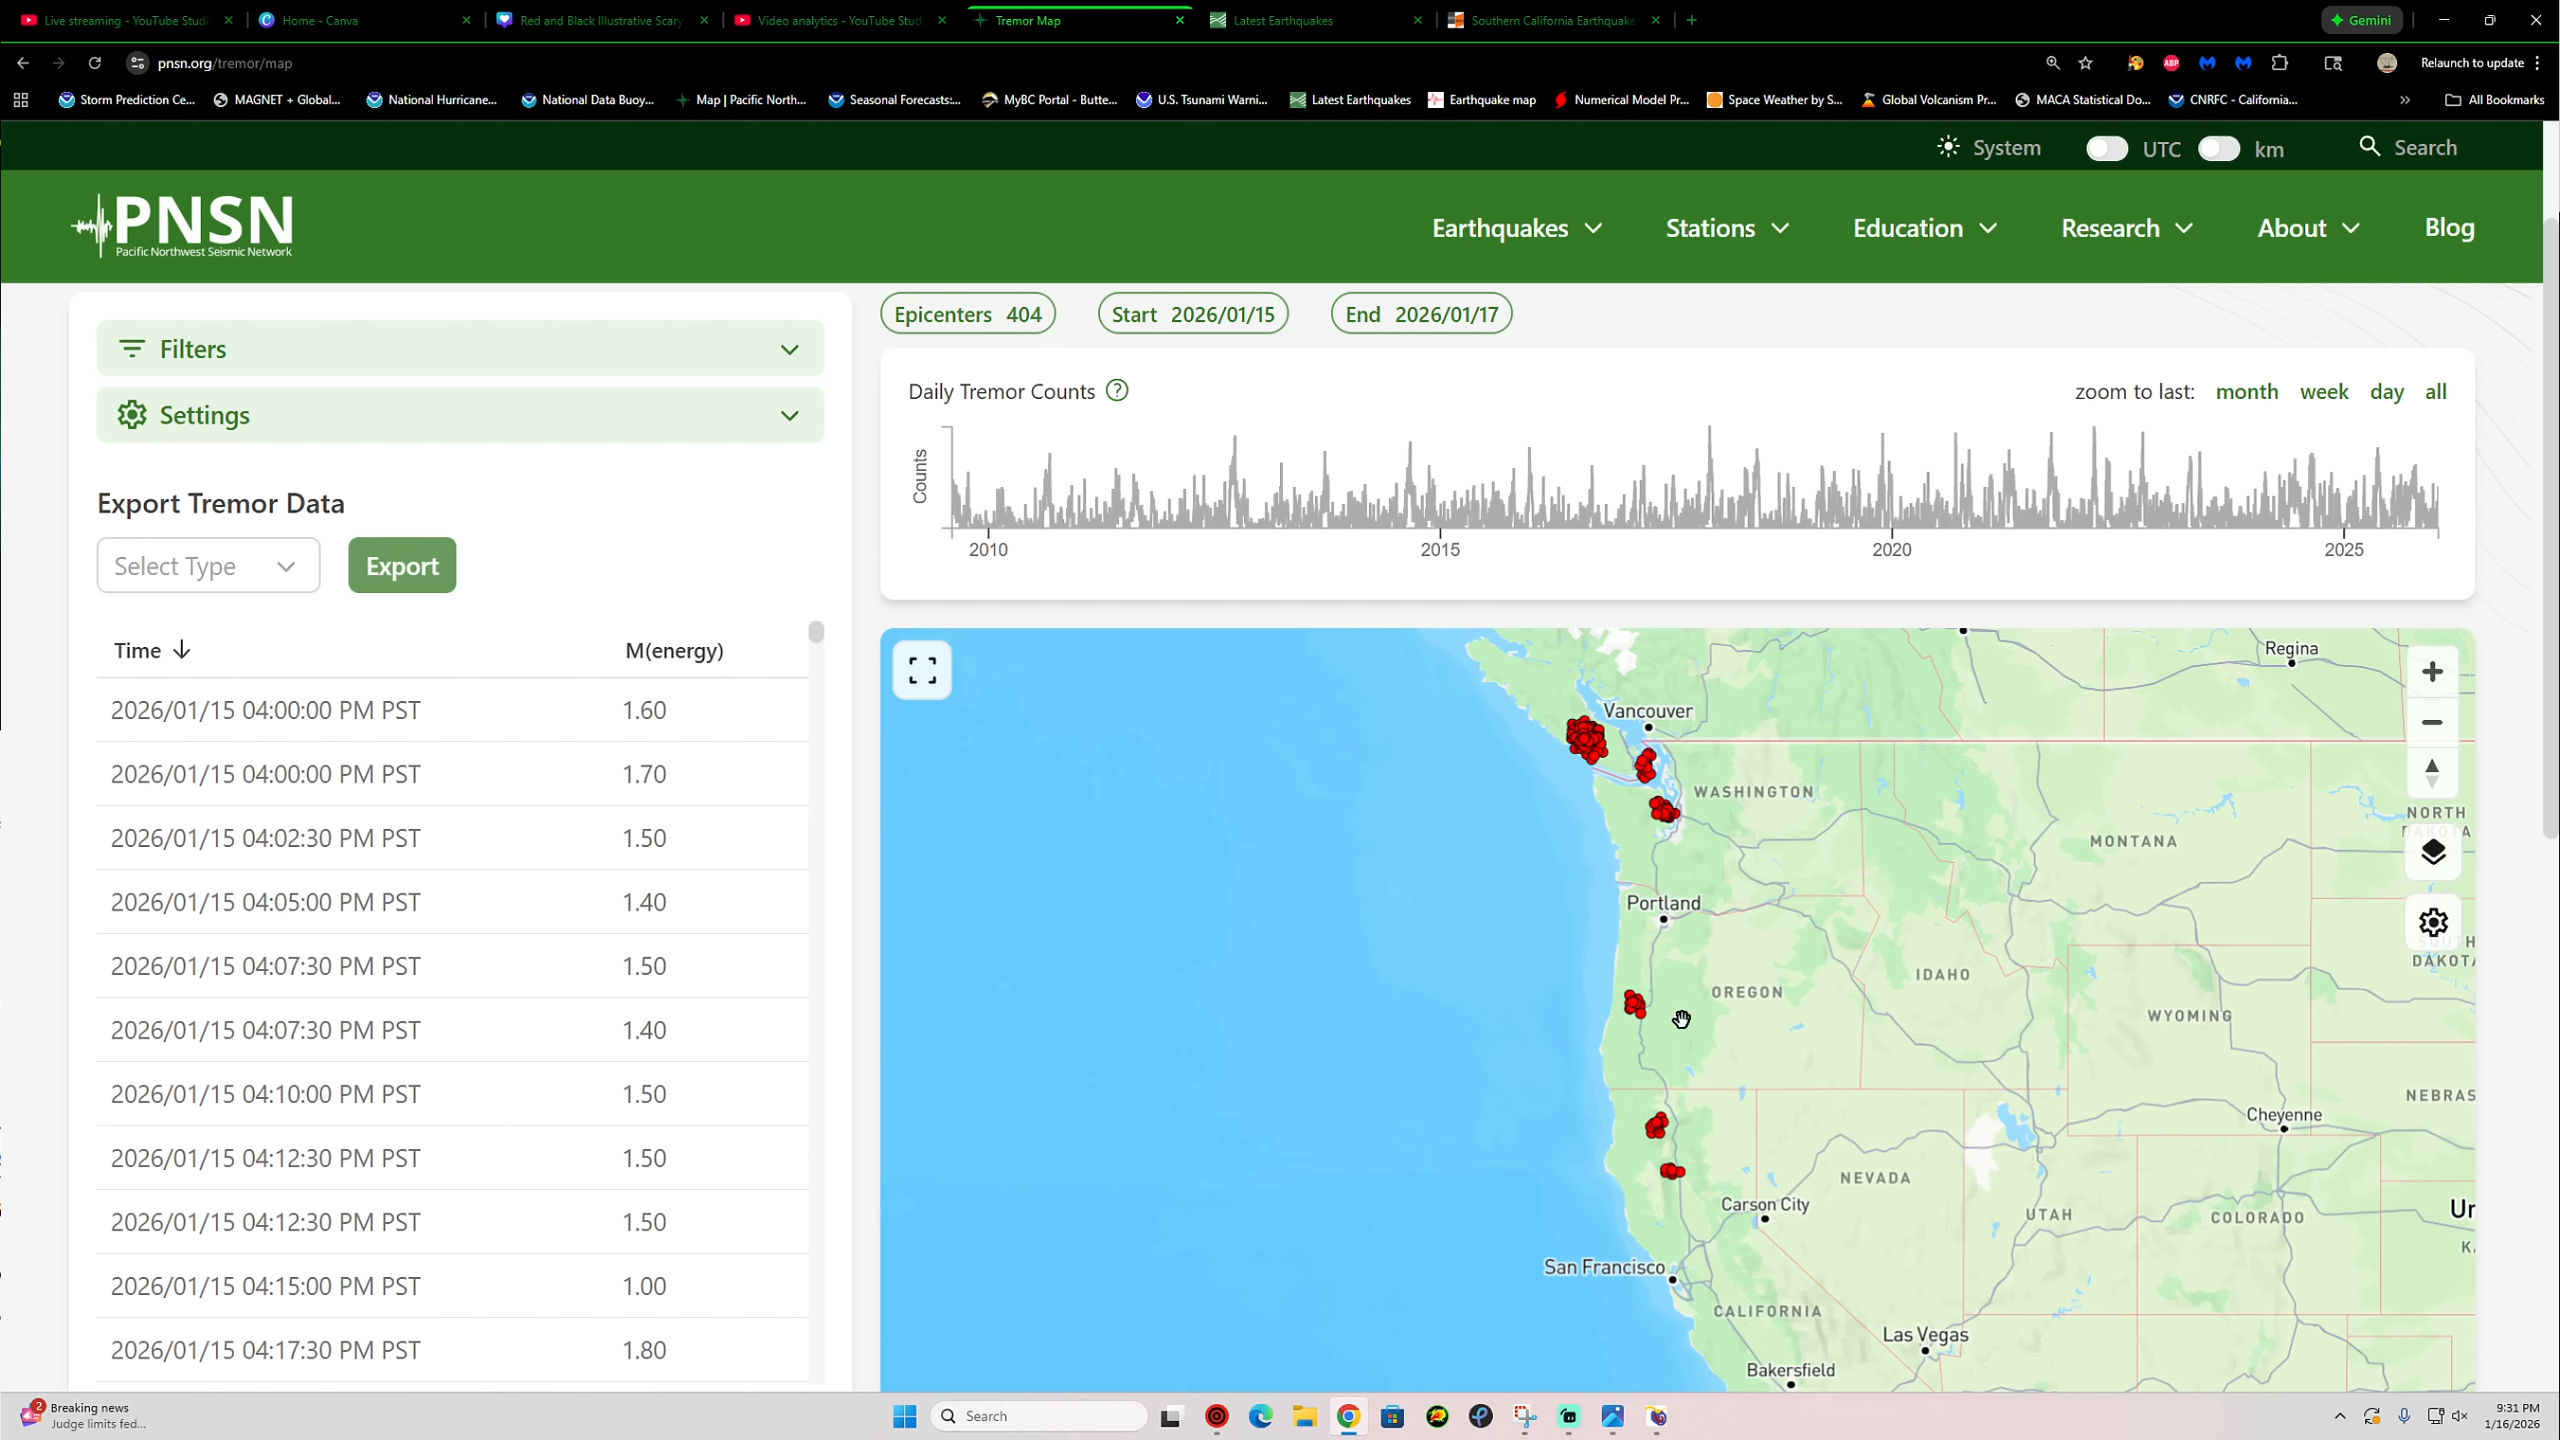 Live streaming - YouTube Studi
Home - Canva
Red and Black Illustrative Scary
Video analytics - YouTube Stud
Tremor Map
Latest Earthquakes
Southern California Earthquake
Gemini
pnsn.org/tremor/map
ABP
Relaunch to update
Storm Prediction Ce...
MAGNET + Global...
National Hurricane...
National Data Buoy...
Map | Pacific North...
Seasonal Forecasts:...
MyBC Portal - Butte...
U.S. Tsunami Warni...
Latest Earthquakes
Earthquake map
Numerical Model Pr...
Space Weather by S...
Global Volcanism Pr...
MACA Statistical Do...
CNRFC - California...
All Bookmarks
System
UTC
km
Search
PNSN
Pacific Northwest Seismic Network
Earthquakes
Stations
Education
Research
About
Blog
Filters
Settings
Export Tremor Data
Select Type
Export
Time
M(energy)
2026/01/15 04:00:00 PM PST 1.60
2026/01/15 04:00:00 PM PST 1.70
2026/01/15 04:02:30 PM PST 1.50
2026/01/15 04:05:00 PM PST 1.40
2026/01/15 04:07:30 PM PST 1.50
2026/01/15 04:07:30 PM PST 1.40
2026/01/15 04:10:00 PM PST 1.50
2026/01/15 04:12:30 PM PST 1.50
2026/01/15 04:12:30 PM PST 1.50
2026/01/15 04:15:00 PM PST 1.00
2026/01/15 04:17:30 PM PST 1.80
Epicenters 404
Start 2026/01/15
End 2026/01/17
Daily Tremor Counts
zoom to last: month week day all
Counts
2010
2015
2020
2025
Regina
Vancouver
WASHINGTON
NORTH
DAKOTA
MONTANA
Portland
SOUTH
DAKOTA
IDAHO
OREGON
WYOMING
NEBRAS
Cheyenne
NEVADA
Carson City
UTAH
COLORADO
Ur
K
San Francisco
CALIFORNIA
Las Vegas
Bakersfield
2
Breaking news
Judge limits fed...
Search
9:31 PM
1/16/2026